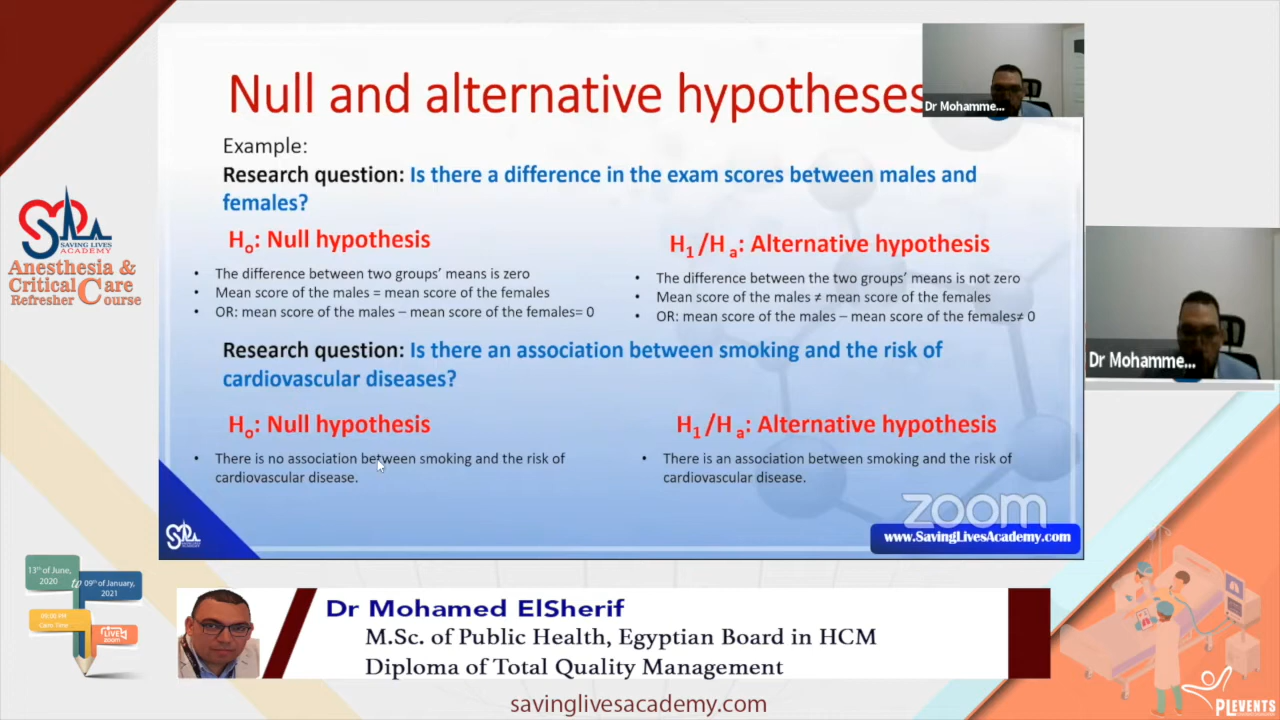 Null and alternative hypotheses
Dr Mohamme...
Example:
Research question: Is there a difference in the exam scores between males and
females?
Ho: Null hypothesis
• The difference between two groups’ means is zero
• Mean score of the males = mean score of the females
• OR: mean score of the males – mean score of the females= 0
H1/H a: Alternative hypothesis
• The difference between the two groups’ means is not zero
• Mean score of the males ≠ mean score of the females
• OR: mean score of the males – mean score of the females≠ 0
Research question: Is there an association between smoking and the risk of
cardiovascular diseases?
Ho: Null hypothesis
• There is no association between smoking and the risk of
cardiovascular disease.
H1/H a: Alternative hypothesis
• There is an association between smoking and the risk of
cardiovascular disease.
zoom
www.SavingLivesAcademy.com
SAVING LIVES
ACADEMY
Anesthesia &
Critical Care
Refresher Course
Dr Mohamme...
13th of June,
2020
to
09th of January,
2021
LIVE
zoom
Dr Mohamed ElSherif
M.Sc. of Public Health, Egyptian Board in HCM
Diploma of Total Quality Management
savinglivesacademy.com
PLEVENTS